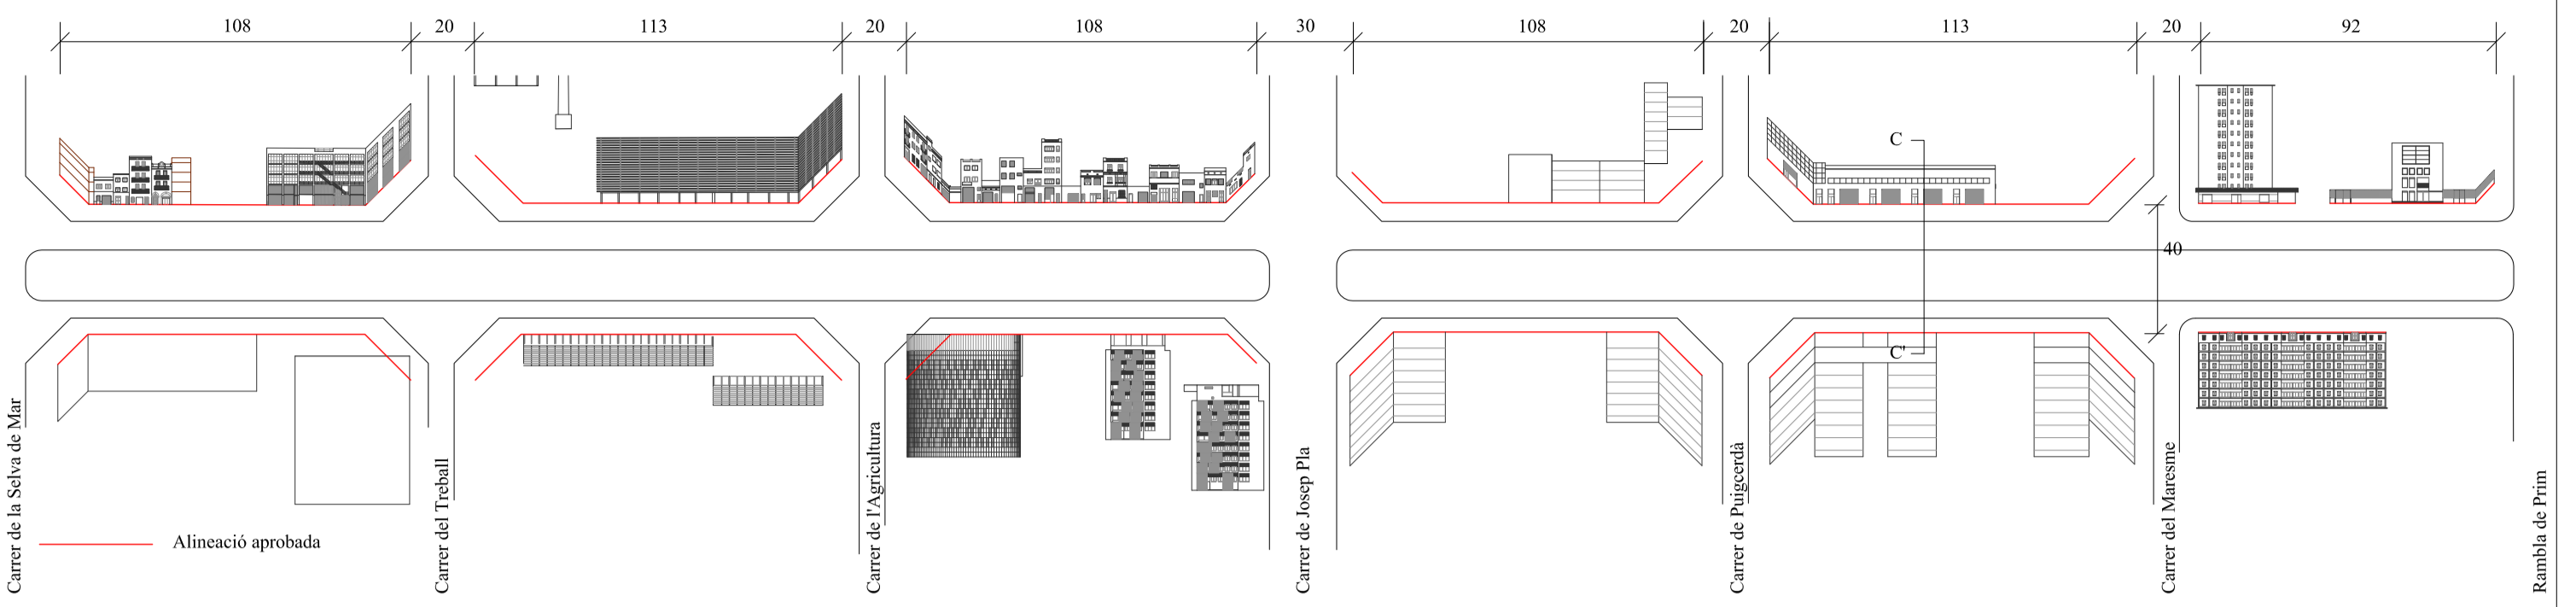 108
20
113
20
108
30
108
20
113
20
92
C
40
C'
Carrer de la Selva de Mar
Carrer del Treball
Carrer de l'Agricultura
Carrer de Josep Pla
Carrer de Puigcerdà
Carrer del Maresme
Rambla de Prim
Alineació aprobada